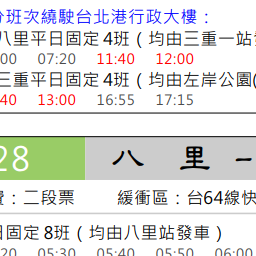 分班次繞駛台北港行政大樓：
八里平日固定 4班（均由三重一站發
00 07:20 11:40 12:00
三重平日固定 4班（均由左岸公園(
40 13:00 16:55 17:15
28 八 里 -
費：二段票 緩衝區：台64線快
日固定 8班（均由八里站發車）
20 05:30 05:40 05:50 06:00